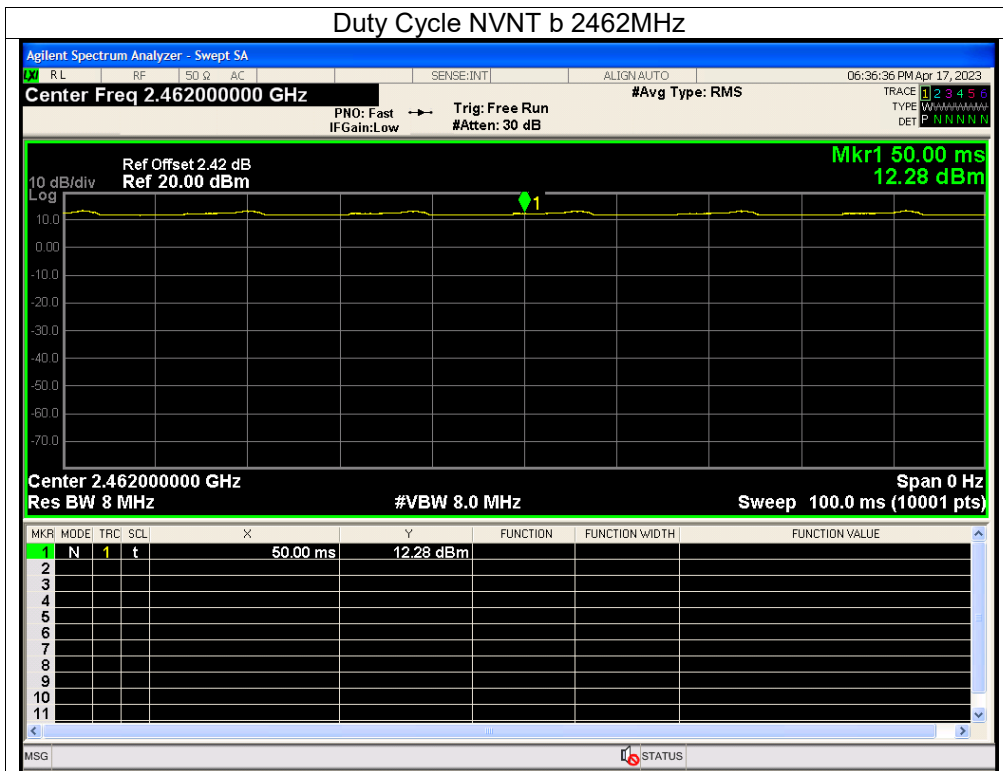 Duty Cycle NVNT b 2462MHz
Agilent Spectrum Analyzer - Swept SA
LXI RL RF 50 Ω AC SENSE:INT ALIGN AUTO 06:36:36 PM Apr 17, 2023
Center Freq 2.462000000 GHz #Avg Type: RMS TRACE 1 2 3 4 5 6
PNO: Fast Trig: Free Run TYPE WWWWWW
IFGain:Low #Atten: 30 dB DET P N N N N N
Mkr1 50.00 ms
Ref Offset 2.42 dB
10 dB/div Ref 20.00 dBm 12.28 dBm
Log
1
10.0
0.00
-10.0
-20.0
-30.0
-40.0
-50.0
-60.0
-70.0
Center 2.462000000 GHz Span 0 Hz
Res BW 8 MHz #VBW 8.0 MHz Sweep 100.0 ms (10001 pts)
MKR MODE TRC SCL X Y FUNCTION FUNCTION WIDTH FUNCTION VALUE
1 N 1 t 50.00 ms 12.28 dBm
2
3
4
5
6
7
8
9
10
11
MSG STATUS